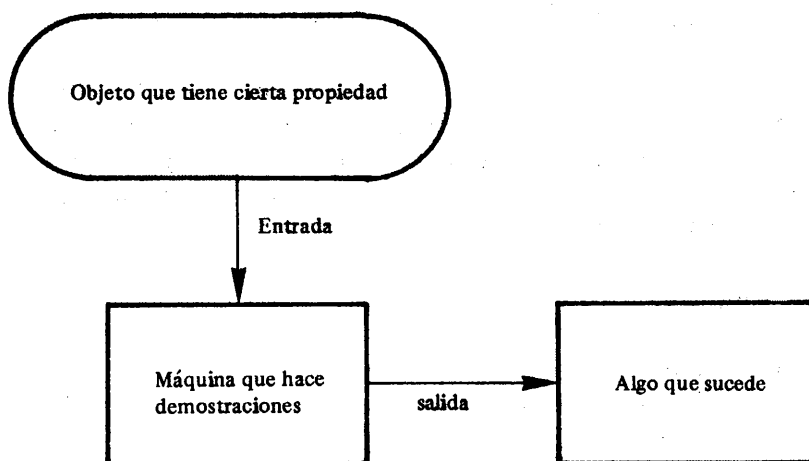 Objeto que tiene cierta propiedad
Entrada
Máquina que hace
demostraciones
salida
Algo que sucede